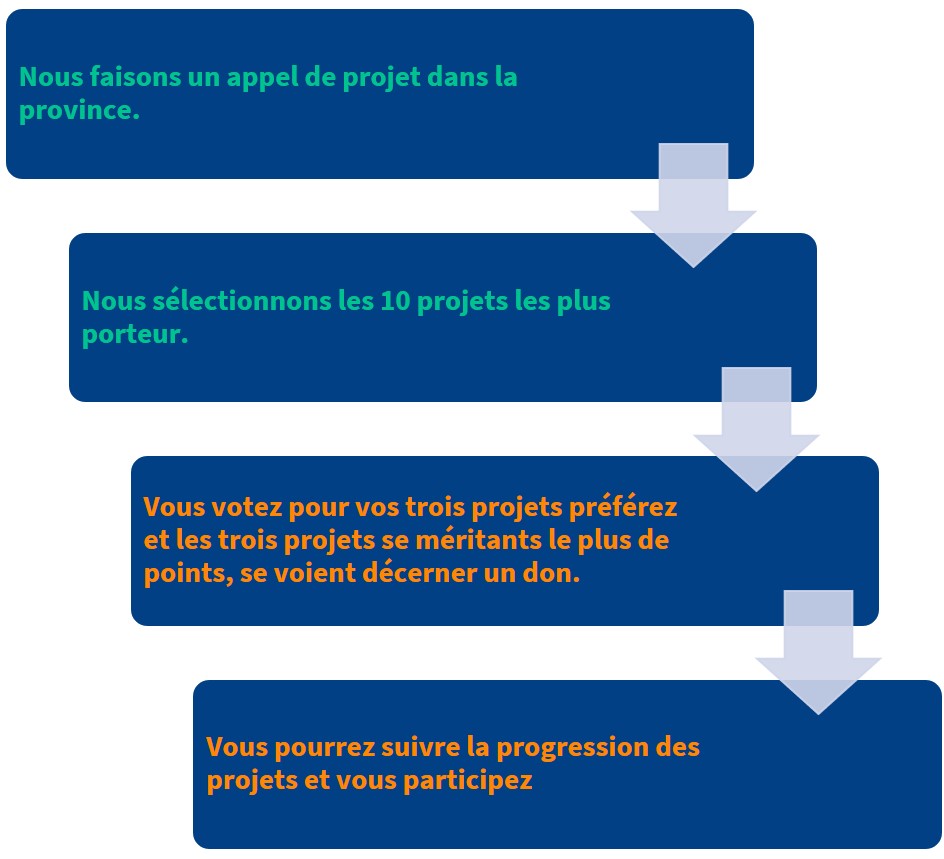 Nous faisons un appel de projet dans la
province.
Nous sélectionnons les 10 projets les plus
porteur.
Vous votez pour vos trois projets préférez
et les trois projets se méritants le plus de
points, se voient décerner un don.
Vous pourrez suivre la progression des
projets et vous participez